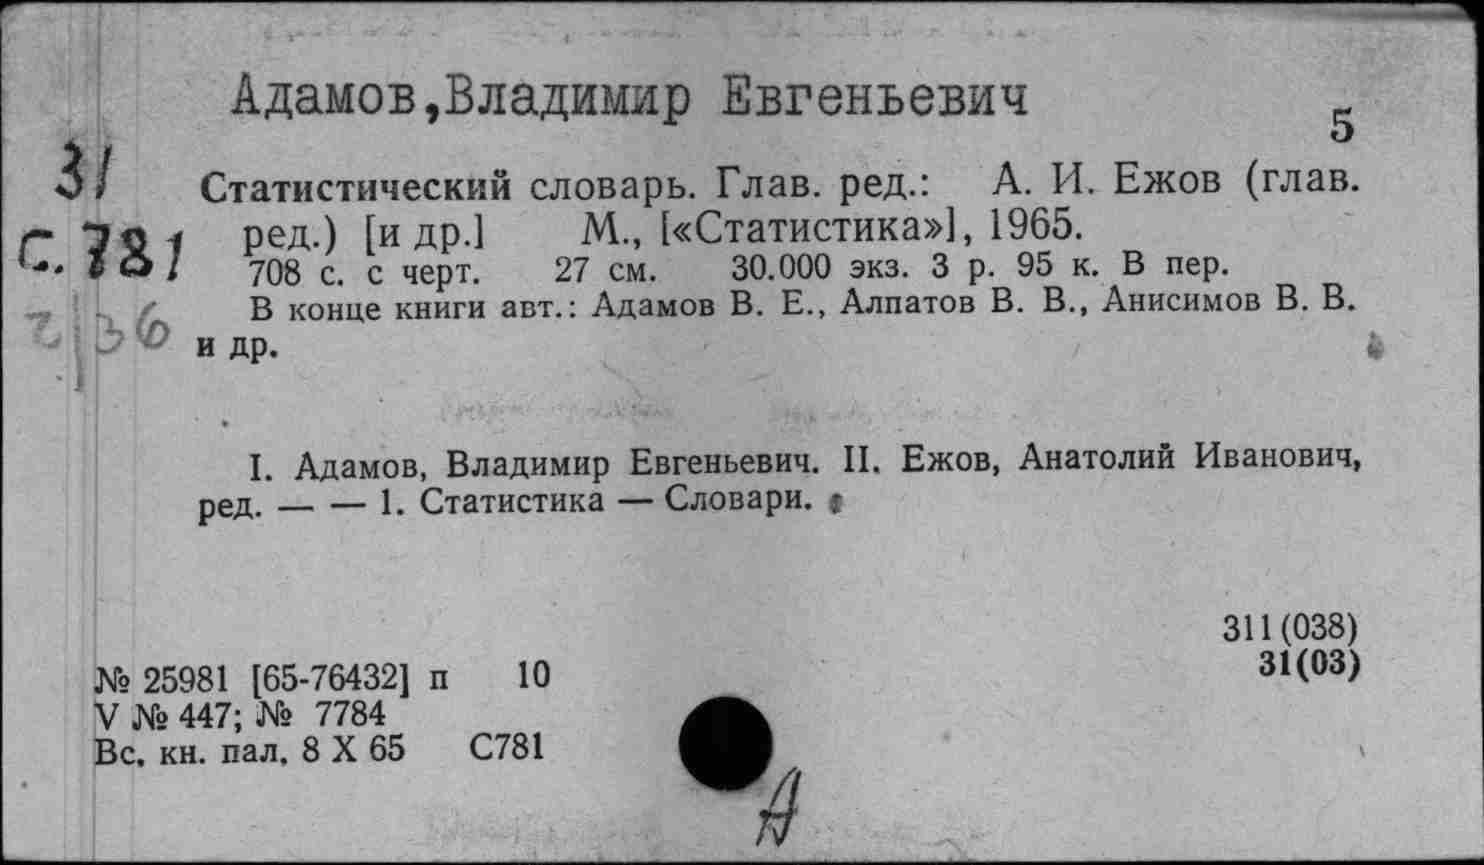 Адамов,Владимир Евгеньевич
5
31
Статистический словарь. Глав. ред.: А. И. Ежов (глав.
С.781
ред.) [и др.] М., [«Статистика»], 1965.
708 с. с черт. 27 см. 30.000 экз. 3 р. 95 к. В пер.
В конце книги авт.: Адамов В. Е., Алпатов В. В., Анисимов В. В.
и др.
I. Адамов, Владимир Евгеньевич. II. Ежов, Анатолий Иванович,
ред. — — 1. Статистика — Словари.
311(038)
31(03)
№ 25981 [65-76432] п 10
V № 447; № 7784
Вс. кн. пал. 8 X 65 С781
А